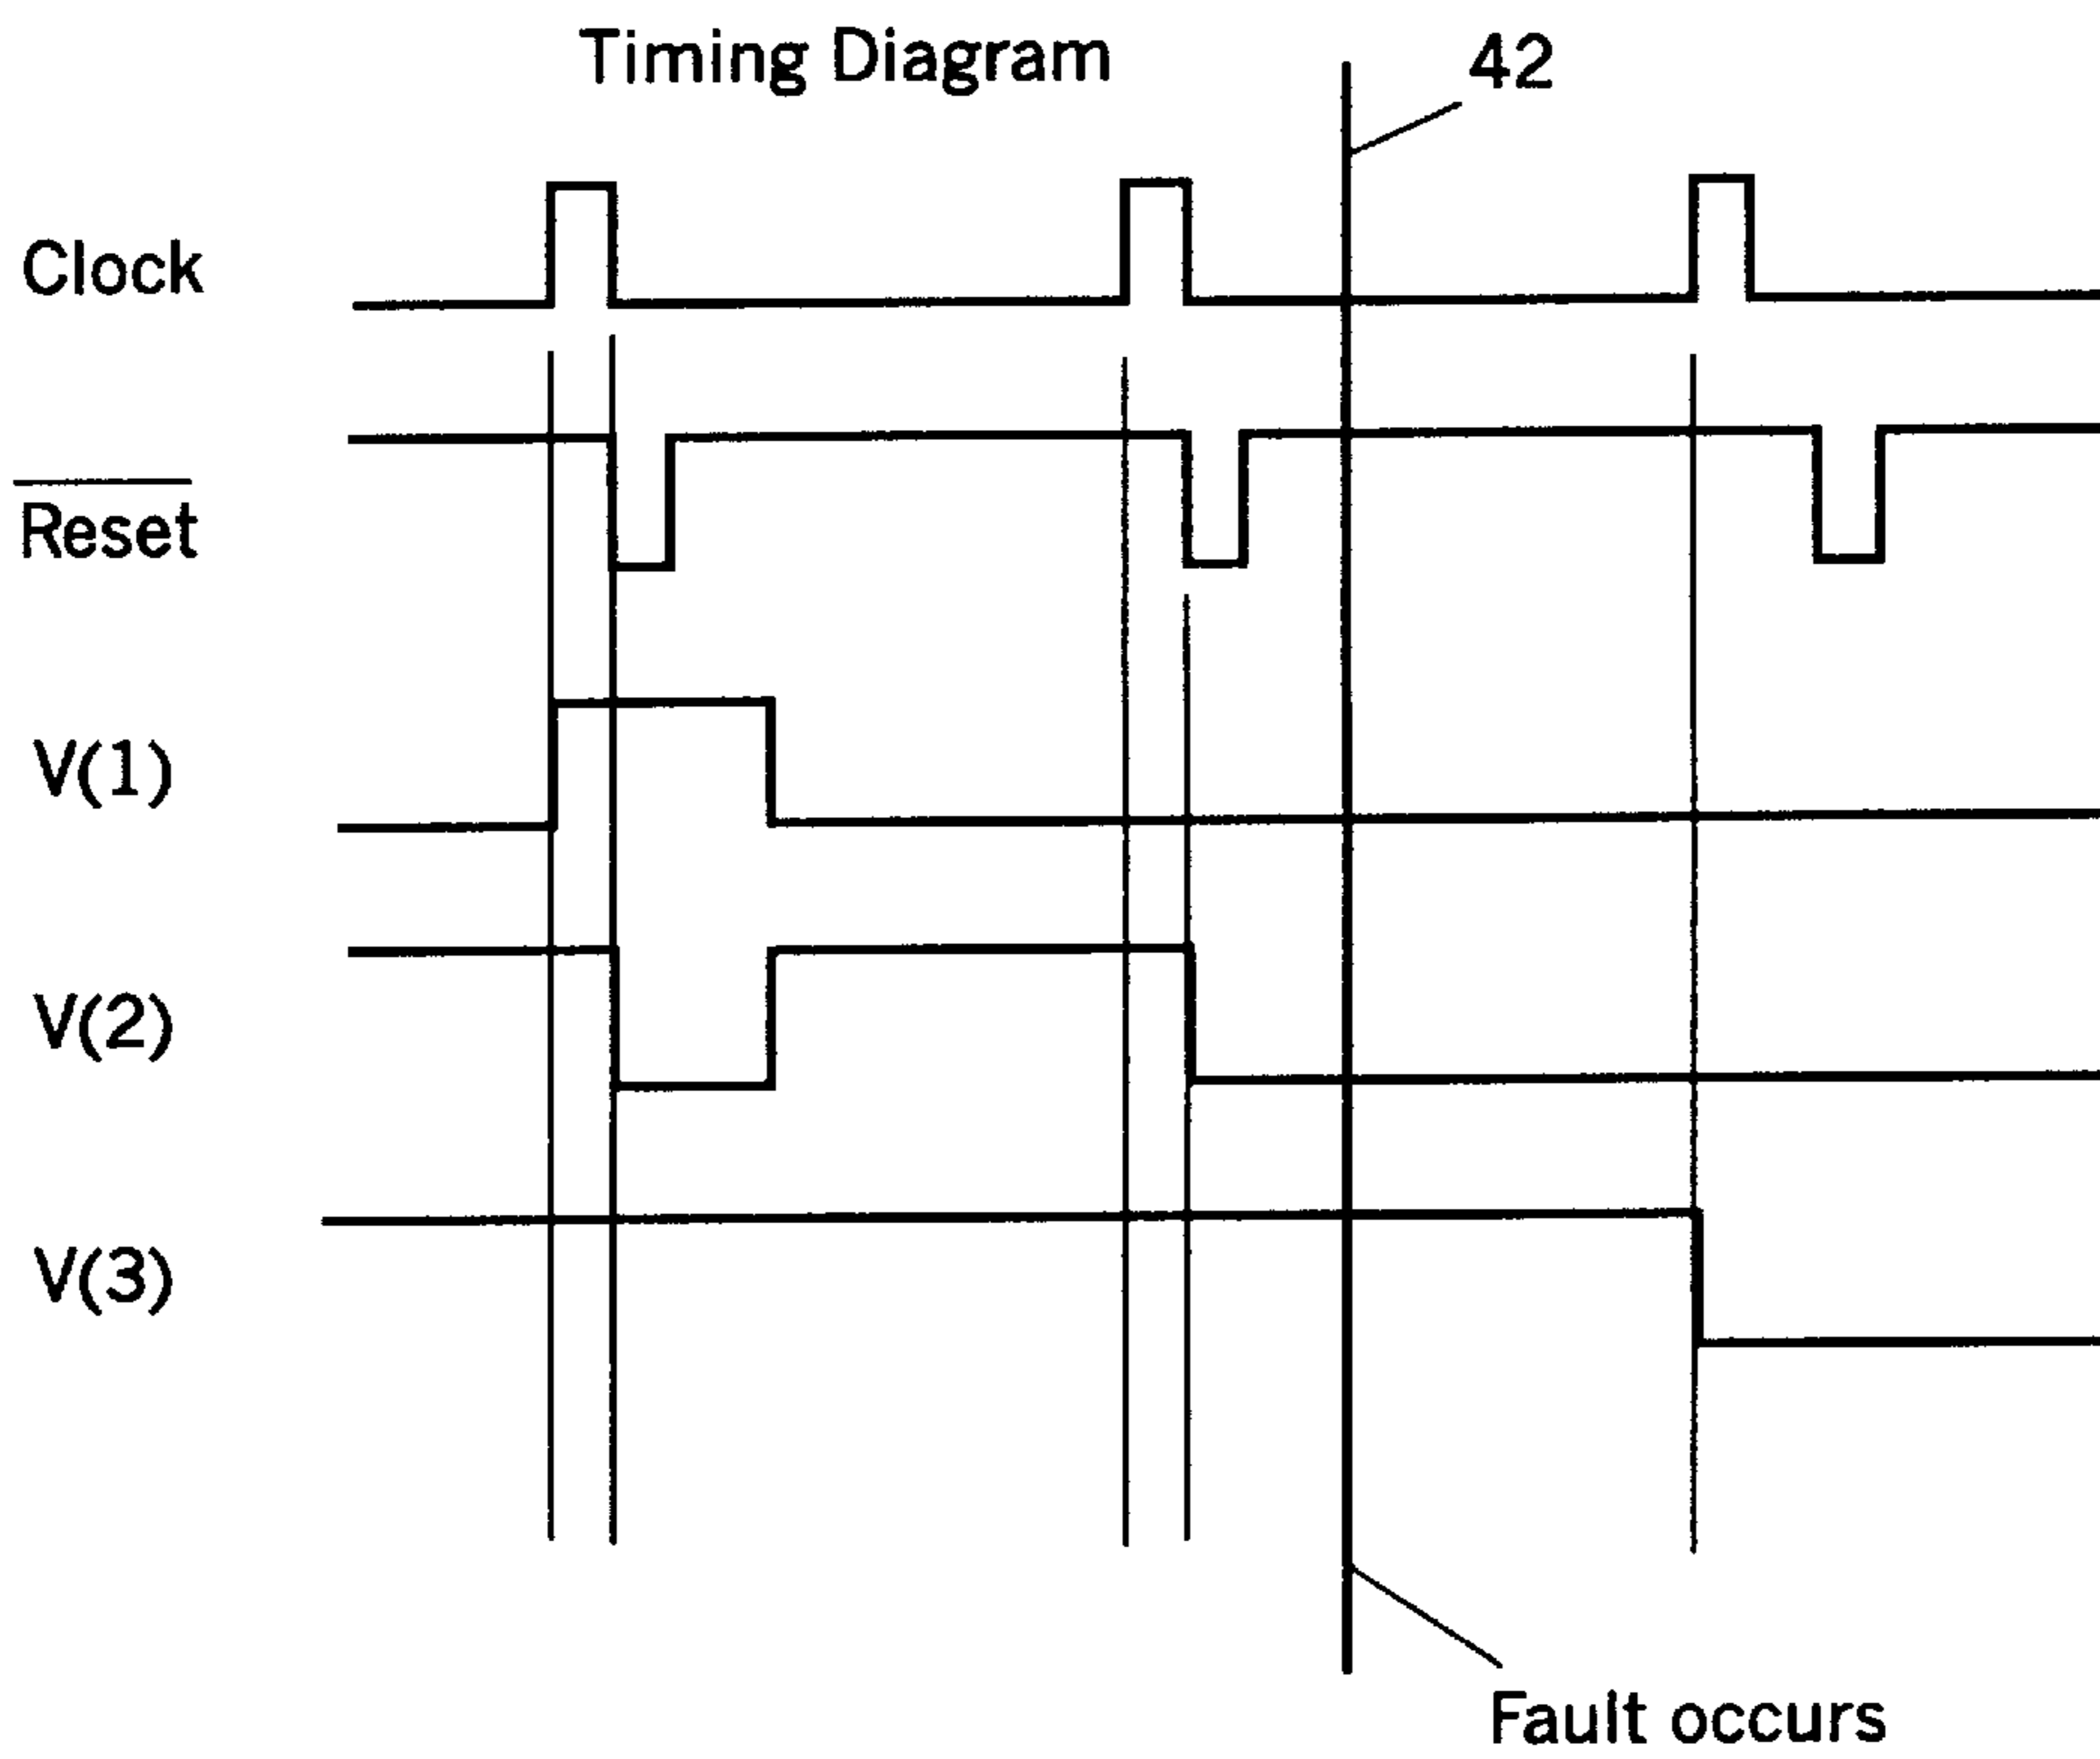 Timing Diagram
42
Clock
Reset
V(1)
V(2)
V(3)
Fault occurs